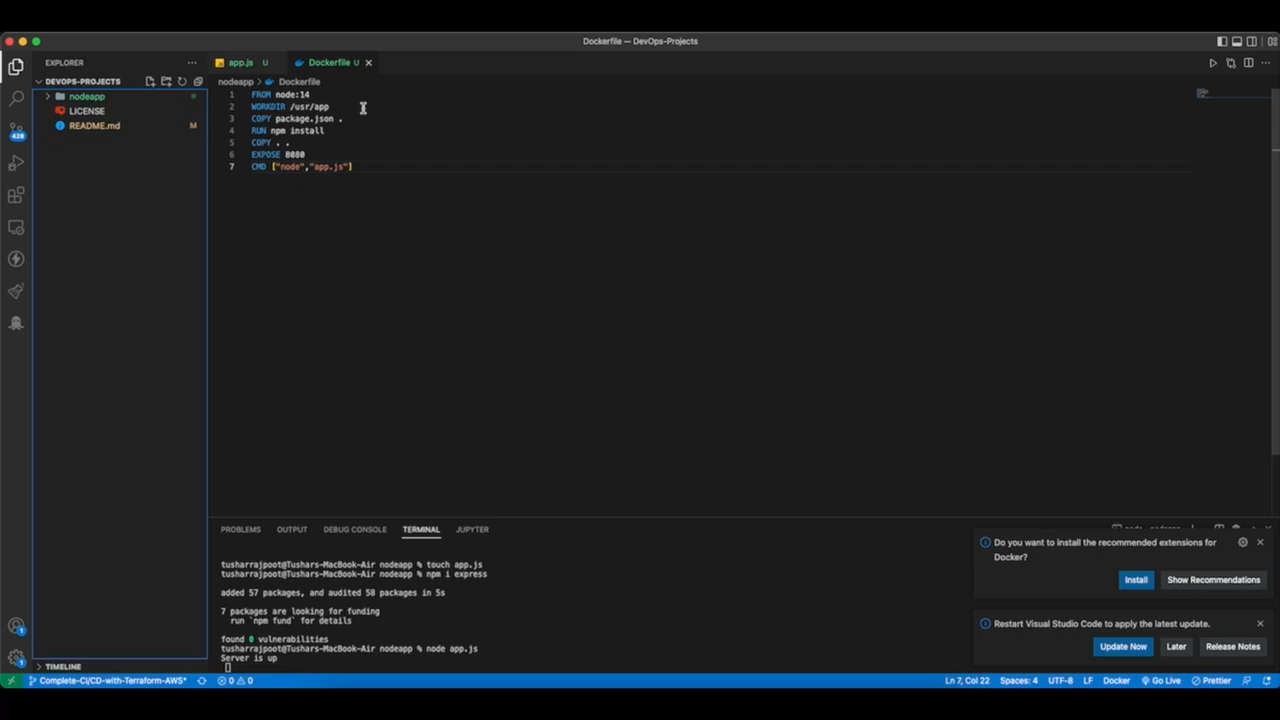 Dockerfile — DevOps-Projects
EXPLORER
app.js U
Dockerfile U
DEVOPS-PROJECTS
nodeapp > Dockerfile
nodeapp
LICENSE
README.md M
428
1 FROM node:14
2 WORKDIR /usr/app
3 COPY package.json .
4 RUN npm install
5 COPY . .
6 EXPOSE 8080
7 CMD ["node","app.js"]
PROBLEMS OUTPUT DEBUG CONSOLE TERMINAL JUPYTER
tusharrajpoot@Tushars-MacBook-Air nodeapp % touch app.js
tusharrajpoot@Tushars-MacBook-Air nodeapp % npm i express
added 57 packages, and audited 58 packages in 5s
7 packages are looking for funding
run `npm fund` for details
found 0 vulnerabilities
tusharrajpoot@Tushars-MacBook-Air nodeapp % node app.js
Server is up
Do you want to install the recommended extensions for
Docker?
Install Show Recommendations
Restart Visual Studio Code to apply the latest update.
Update Now Later Release Notes
1
1
TIMELINE
Complete-CI/CD-with-Terraform-AWS* 0 0 Ln 7, Col 22 Spaces: 4 UTF-8 LF Docker Go Live Prettier